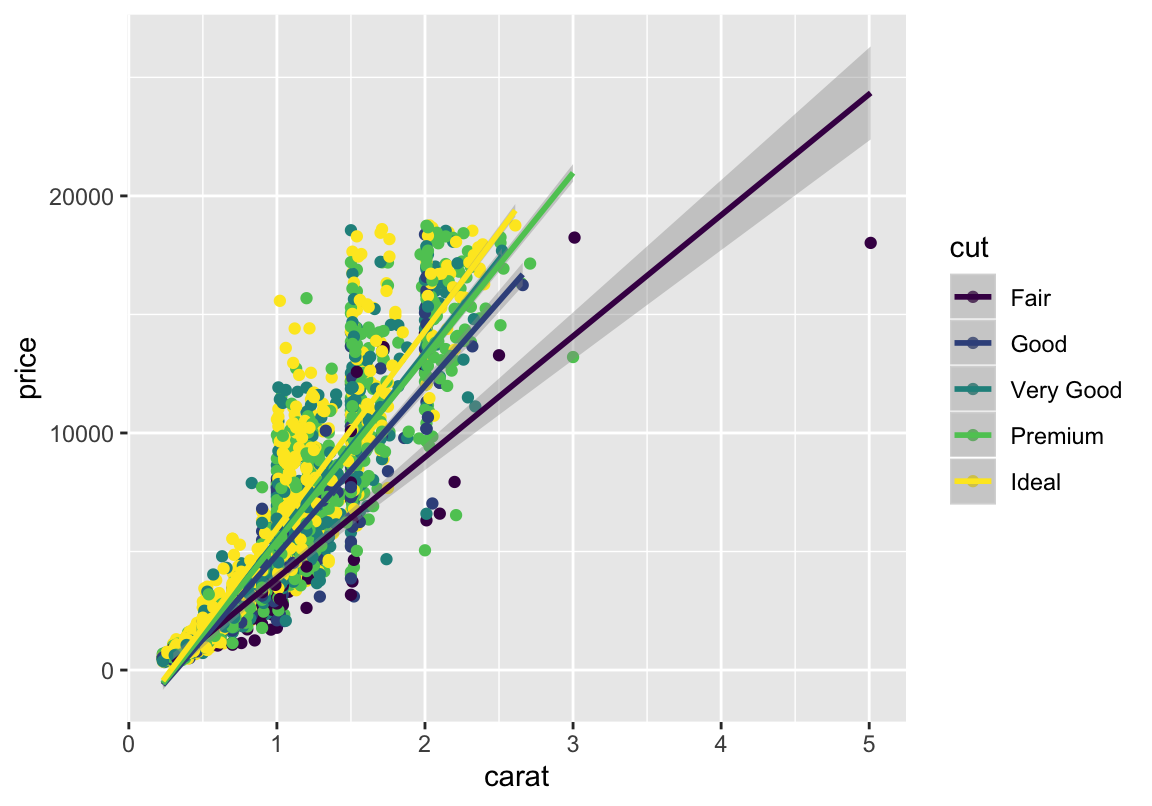 price
20000
10000
0
0 1 2 3 4 5
carat
cut
Fair
Good
Very Good
Premium
Ideal